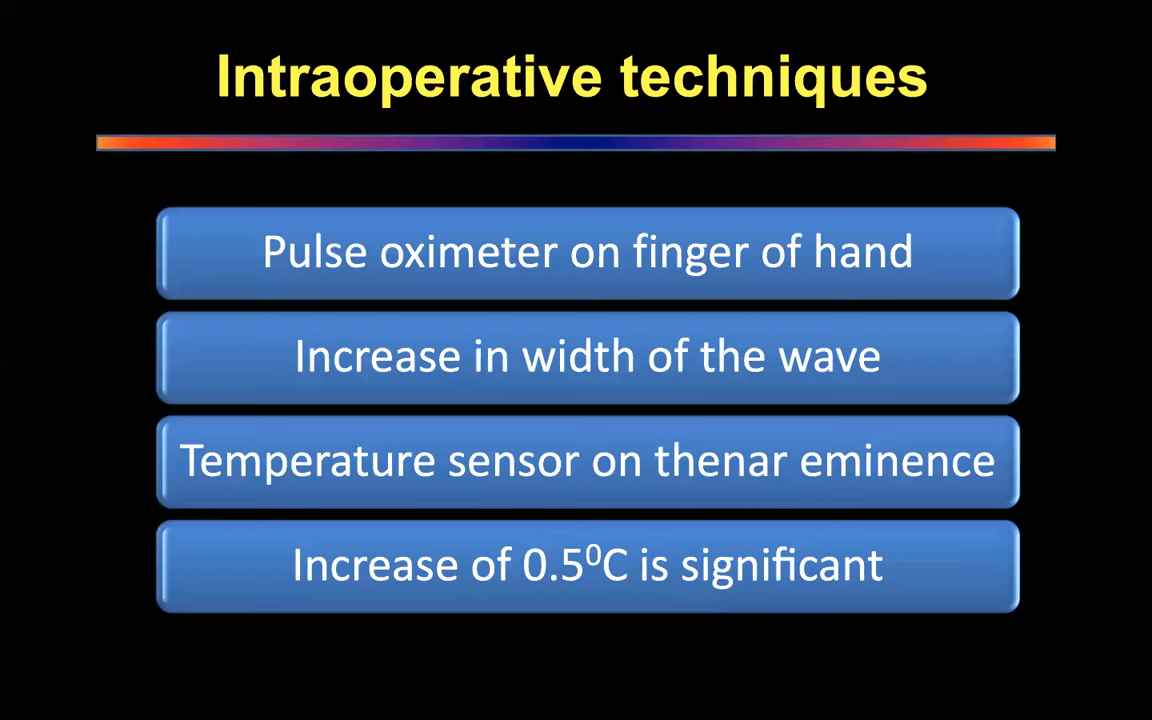 Intraoperative techniques
Pulse oximeter on finger of hand
Increase in width of the wave
Temperature sensor on thenar eminence
Increase of 0.5⁰C is significant